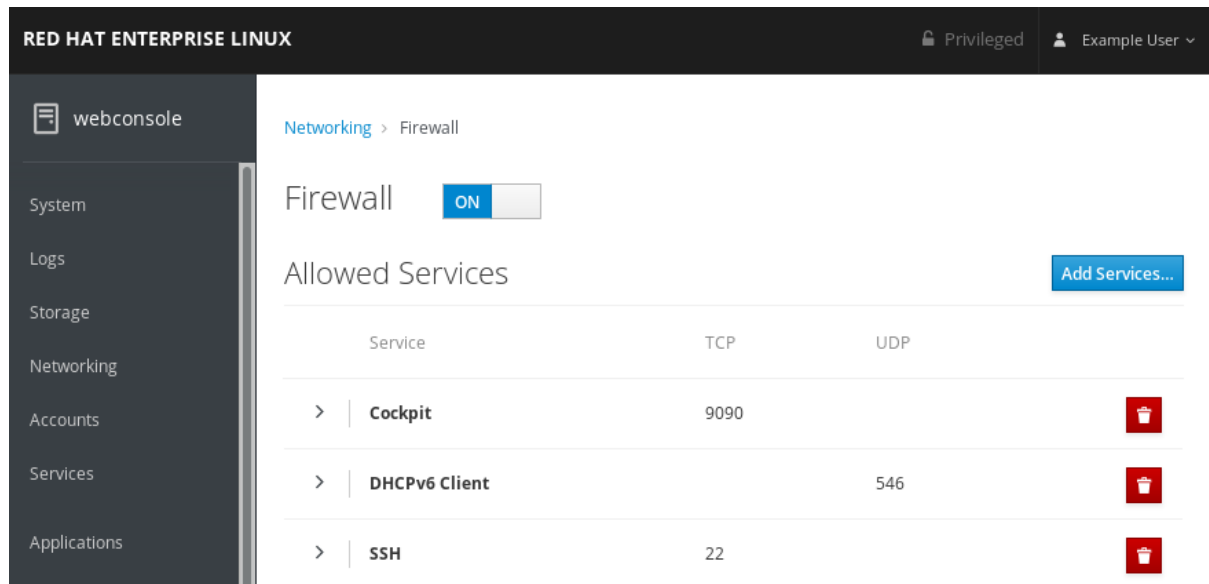 RED HAT ENTERPRISE LINUX
Privileged
Example User
webconsole
System
Logs
Storage
Networking
Accounts
Services
Applications
Networking > Firewall
Firewall ON
Allowed Services
Add Services...
Service TCP UDP
Cockpit 9090
DHCPv6 Client 546
SSH 22